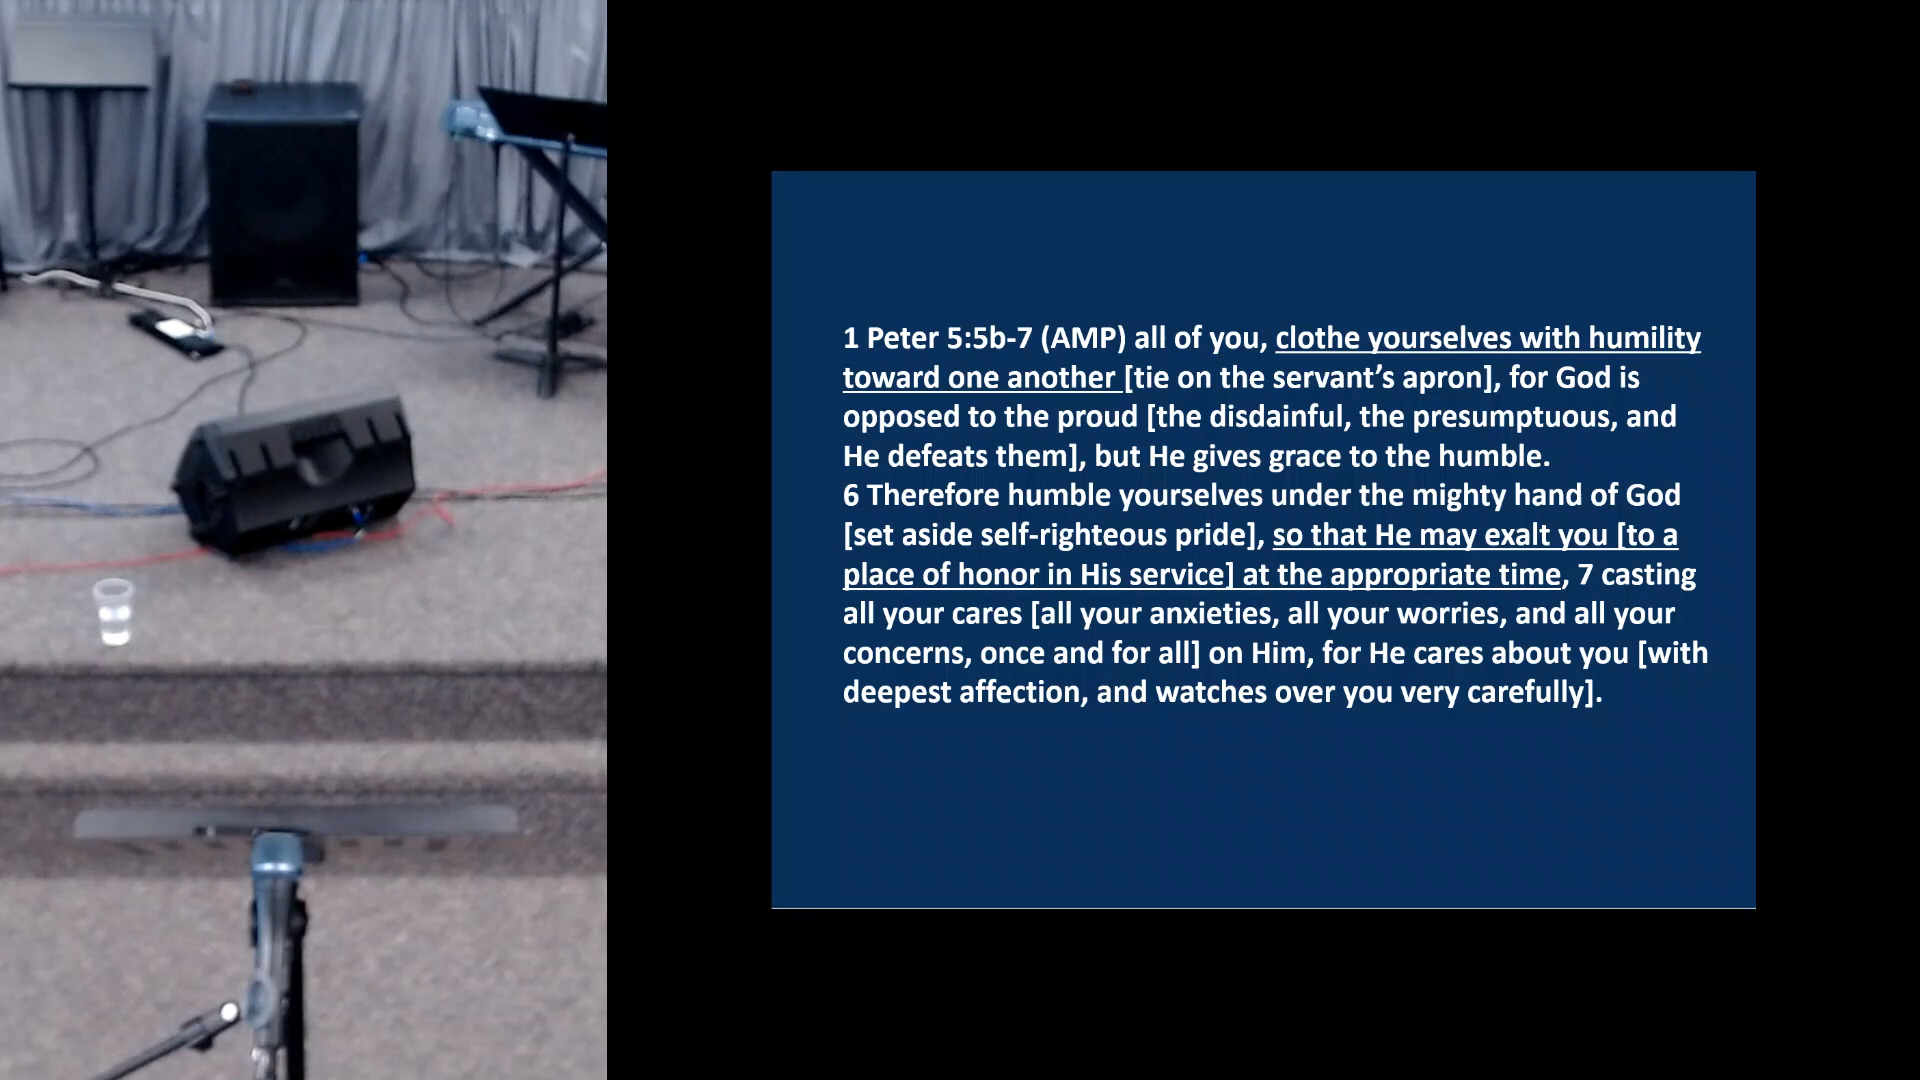 1 Peter 5:5b-7 (AMP) all of you, clothe yourselves with humility
toward one another [tie on the servant’s apron], for God is
opposed to the proud [the disdainful, the presumptuous, and
He defeats them], but He gives grace to the humble.
6 Therefore humble yourselves under the mighty hand of God
[set aside self-righteous pride], so that He may exalt you [to a
place of honor in His service] at the appropriate time, 7 casting
all your cares [all your anxieties, all your worries, and all your
concerns, once and for all] on Him, for He cares about you [with
deepest affection, and watches over you very carefully].